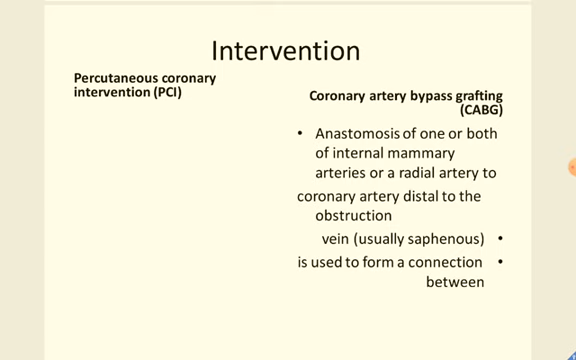 Intervention
Percutaneous coronary
intervention (PCI)
Coronary artery bypass grafting
(CABG)
• Anastomosis of one or both
of internal mammary
arteries or a radial artery to
coronary artery distal to the
obstruction
vein (usually saphenous) •
is used to form a connection •
between